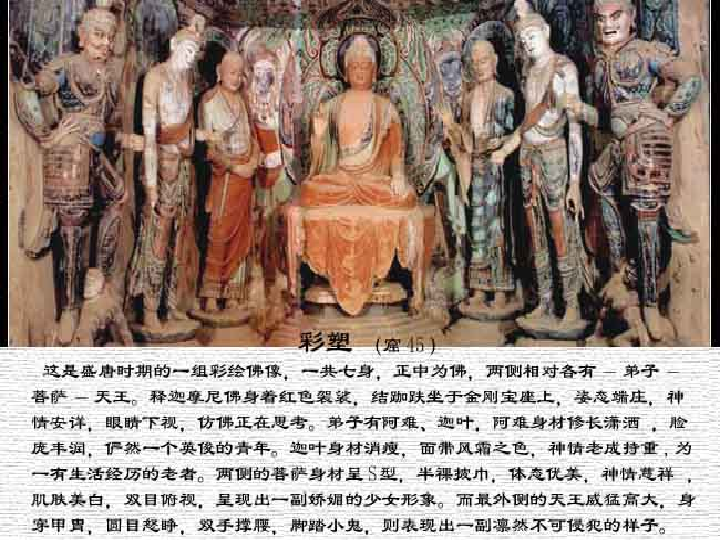 彩塑 （窟 45）
这是盛唐时期的一组彩绘佛像，一共七身，正中为佛，两侧相对各有 — 弟子 —
菩萨 — 天王。释迦摩尼佛身着红色袈裟，结跏趺坐于金刚宝座上，姿态端庄，神
情安详，眼睛下视，仿佛正在思考。弟子有阿难、迦叶，阿难身材修长潇洒 ，脸
庞丰润，俨然一个英俊的青年。迦叶身材消瘦，面带风霜之色，神情老成持重，为
一有生活经历的老者。两侧的菩萨身材呈S型，半裸披巾，体态优美，神情慈祥 ，
肌肤美白，双目俯视，呈现出一副娇媚的少女形象。而最外侧的天王威猛高大，身
穿甲胄，圆目怒睁，双手撑腰，脚踏小鬼，则表现出一副凛然不可侵犯的样子。